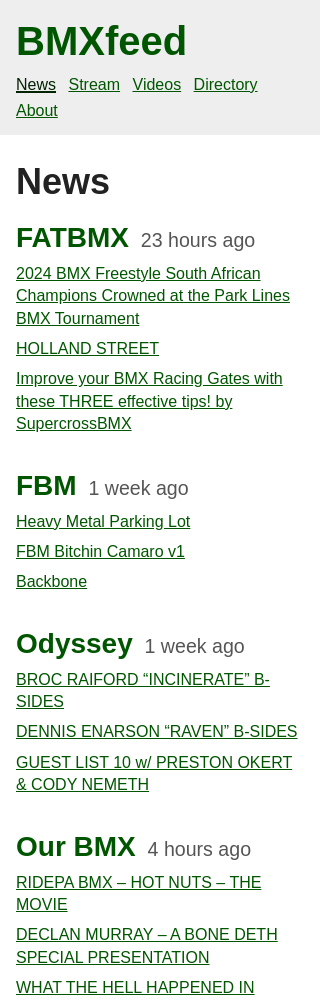 BMXfeed
News Stream Videos Directory
About
News
FATBMX 23 hours ago
2024 BMX Freestyle South African
Champions Crowned at the Park Lines
BMX Tournament
HOLLAND STREET
Improve your BMX Racing Gates with
these THREE effective tips! by
SupercrossBMX
FBM 1 week ago
Heavy Metal Parking Lot
FBM Bitchin Camaro v1
Backbone
Odyssey 1 week ago
BROC RAIFORD “INCINERATE” B-
SIDES
DENNIS ENARSON “RAVEN” B-SIDES
GUEST LIST 10 w/ PRESTON OKERT
& CODY NEMETH
Our BMX 4 hours ago
RIDEPA BMX – HOT NUTS – THE
MOVIE
DECLAN MURRAY – A BONE DETH
SPECIAL PRESENTATION
WHAT THE HELL HAPPENED IN